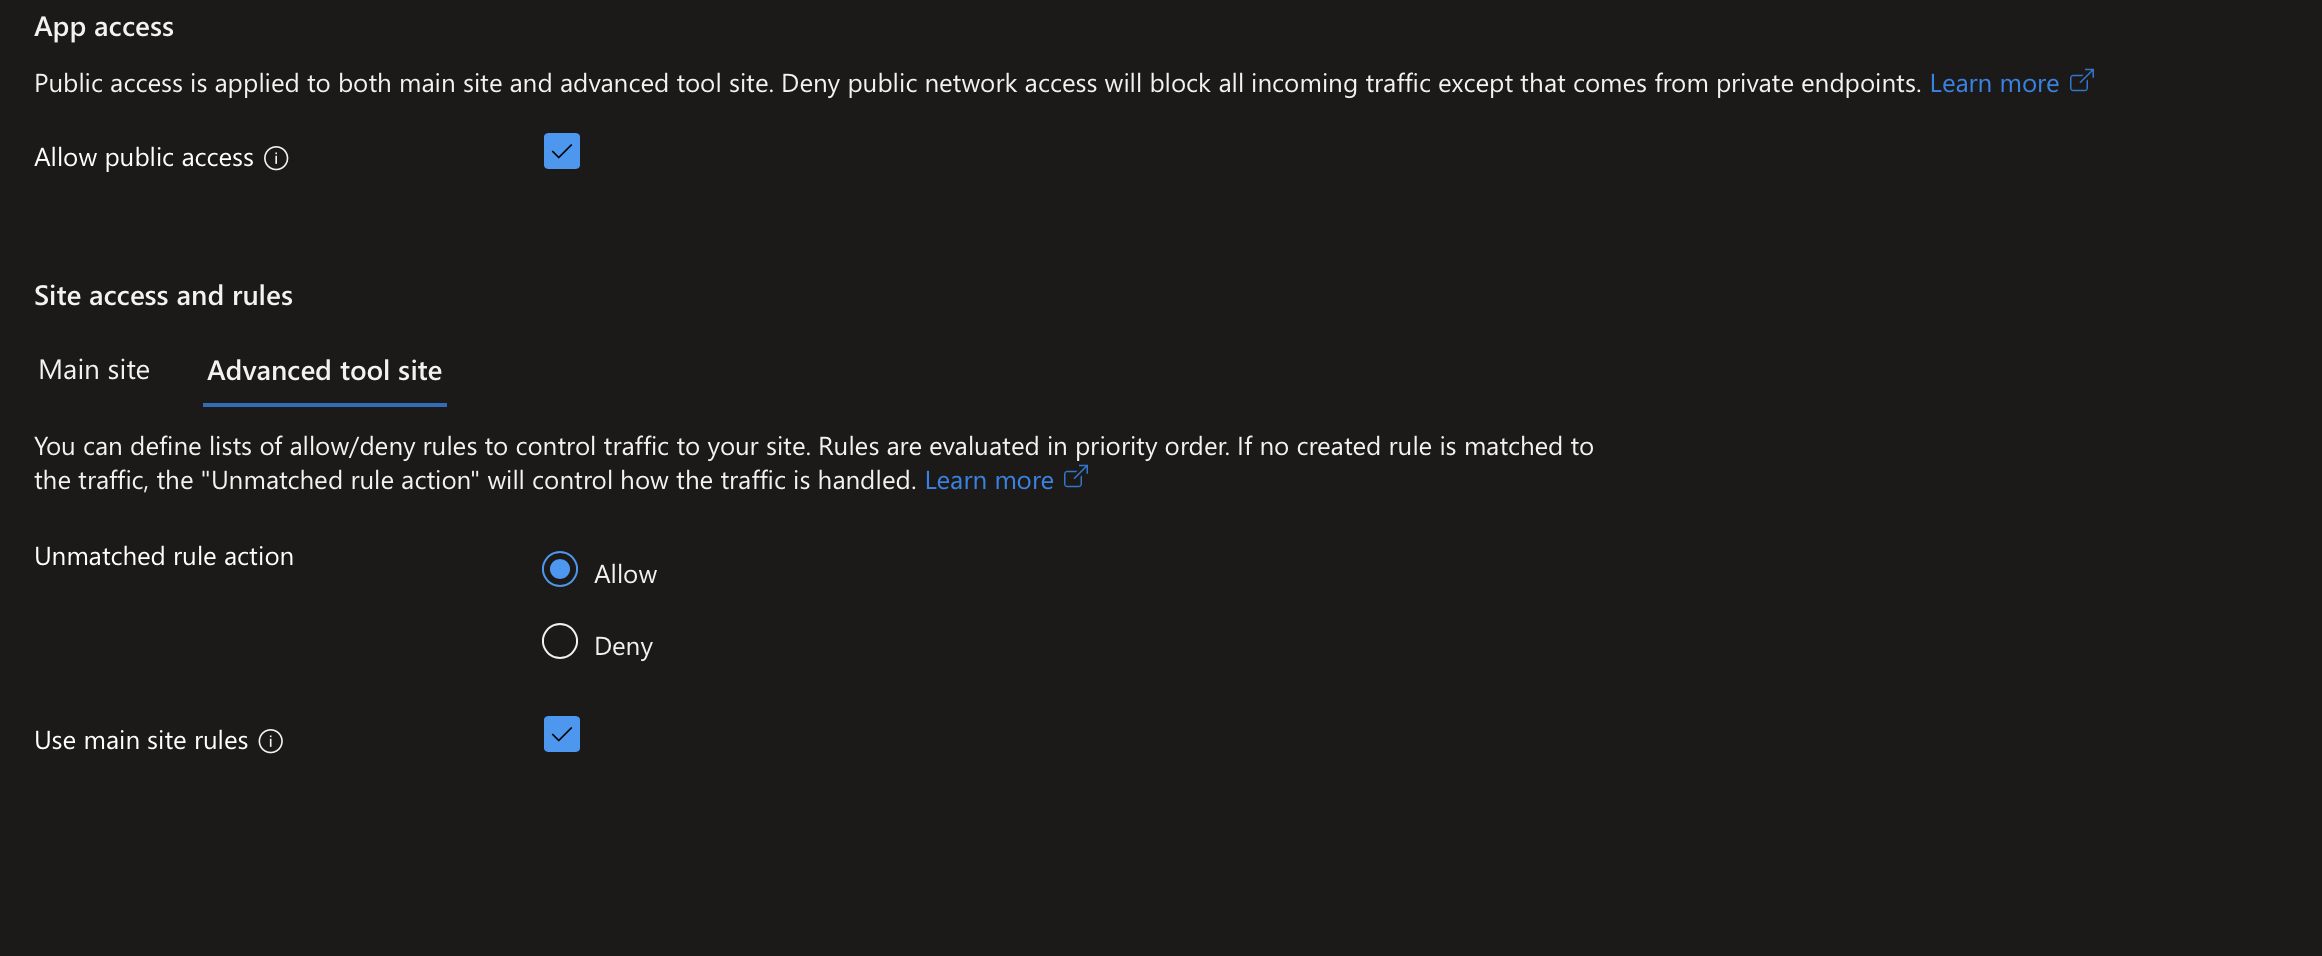 App access
Public access is applied to both main site and advanced tool site. Deny public network access will block all incoming traffic except that comes from private endpoints. Learn more
Allow public access
Site access and rules
Main site
Advanced tool site
You can define lists of allow/deny rules to control traffic to your site. Rules are evaluated in priority order. If no created rule is matched to
the traffic, the "Unmatched rule action" will control how the traffic is handled. Learn more
Unmatched rule action
Allow
Deny
Use main site rules